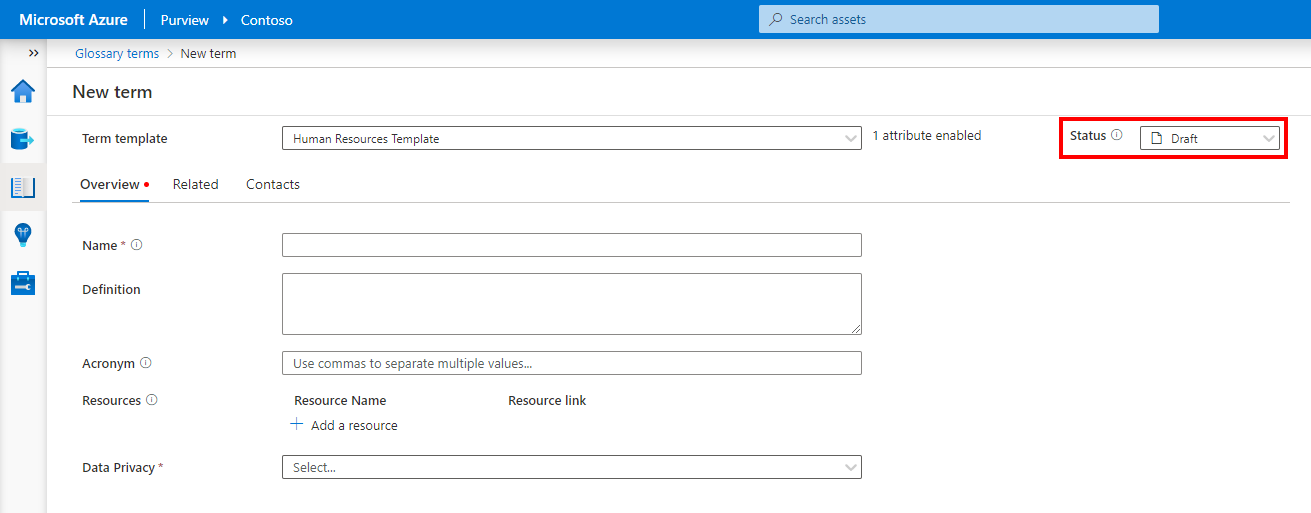 Microsoft Azure Purview Contoso Search assets
Glossary terms > New term
New term
Term template Human Resources Template 1 attribute enabled Status Draft
Overview Related Contacts
Name *
Definition
Acronym Use commas to separate multiple values...
Resources Resource Name Resource link
+ Add a resource
Data Privacy * Select...